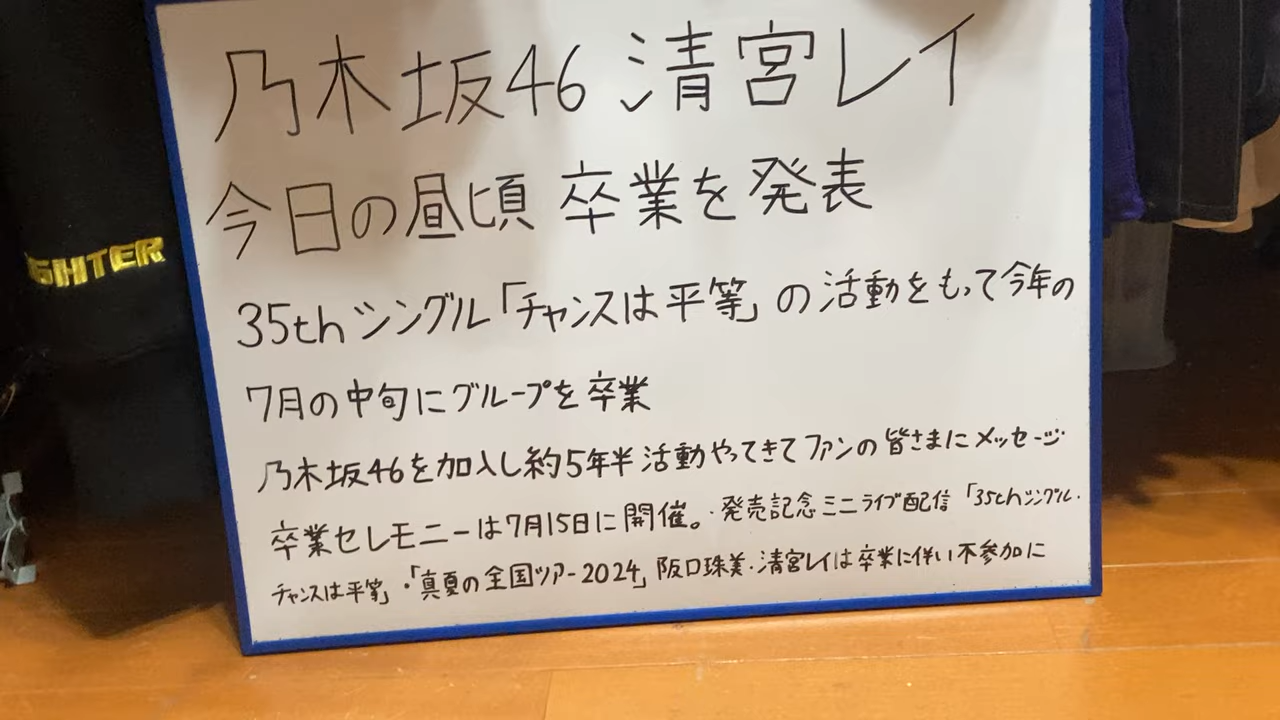 乃木坂46 清宮レイ
今日の昼頃 卒業を発表
35thシングル「チャンスは平等」の活動をもって今年の
7月の中旬にグループを卒業
乃木坂46を加入し約5年半活動やってきてファンの皆さまにメッセージ
卒業セレモニーは7月15日に開催。・発売記念ミニライブ配信「35thシングル・
チャンスは平等」・「真夏の全国ツアー2024」阪口珠美・清宮レイは卒業に伴い不参加に
GHTER